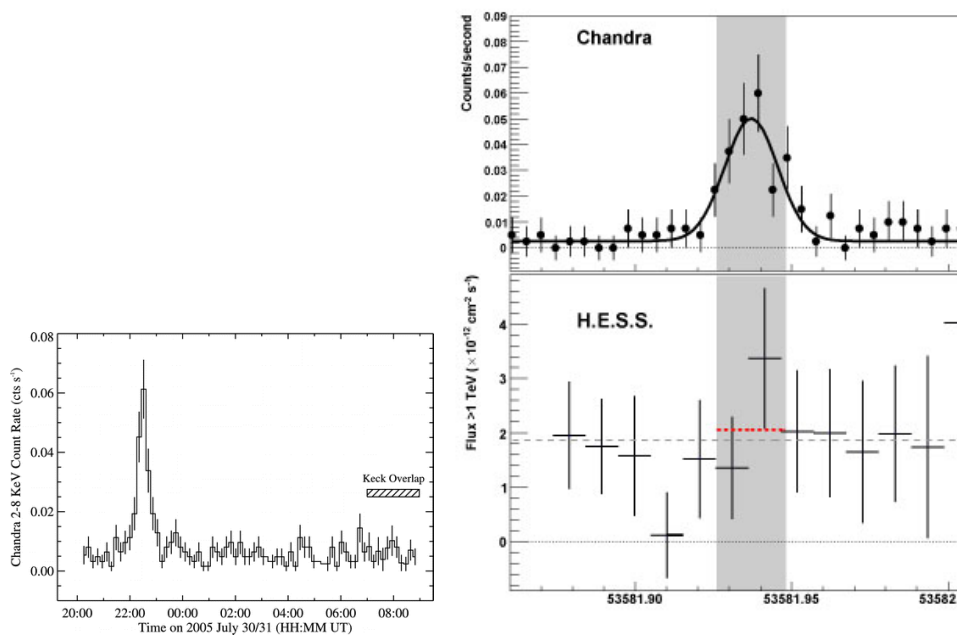 0.08
0.06
0.04
0.02
0.00
Chandra 2-8 KeV Count Rate (cts s⁻¹)
Keck Overlap
20:00 22:00 00:00 02:00 04:00 06:00 08:00
Time on 2005 July 30/31 (HH:MM UT)
0.09
0.08
0.07
0.06
0.05
0.04
0.03
0.02
0.01
0
Counts/second
Chandra
4
3
2
1
0
Flux >1 TeV (× 10⁻¹² cm⁻² s⁻¹)
H.E.S.S.
53581.90 53581.95 53582